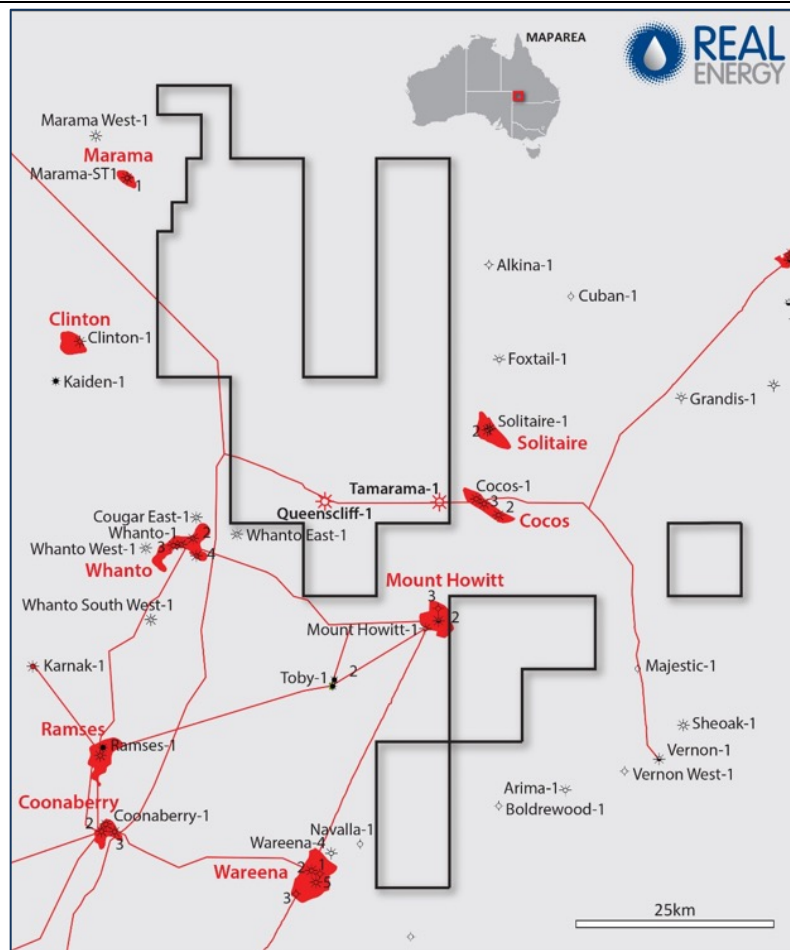 MAPAREA
REAL
ENERGY
Marama West-1
Marama
Marama-ST1
1
Alkina-1
Cuban-1
Clinton
Clinton-1
Foxtail-1
Kaiden-1
Grandis-1
Solitaire-1
2
Solitaire
Tamarama-1
Cocos-1
3
2
Queenscliff-1
Cocos
Cougar East-1
Whanto-1
2
Whanto East-1
Whanto West-1
3
4
Whanto
Mount Howitt
3
2
Whanto South West-1
Mount Howitt-1
Karnak-1
Toby-1
2
Majestic-1
Ramses
Sheoak-1
Ramses-1
Vernon-1
Vernon West-1
Arima-1
Coonaberry
Boldrewood-1
Coonaberry-1
2
3
Navalla-1
Wareena-4
Wareena
2
1
5
3
25km